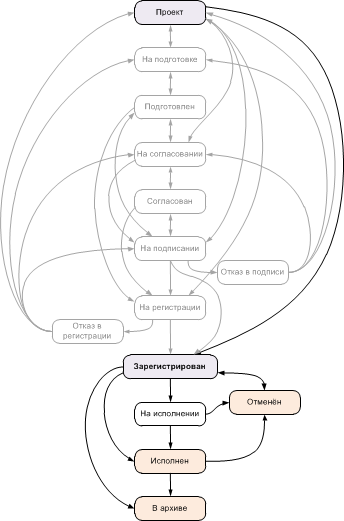 Проект
На подготовке
Подготовлен
На согласовании
Согласован
На подписании
Отказ в подписи
На регистрации
Отказ в
регистрации
Зарегистрирован
Отменён
На исполнении
Исполнен
В архиве